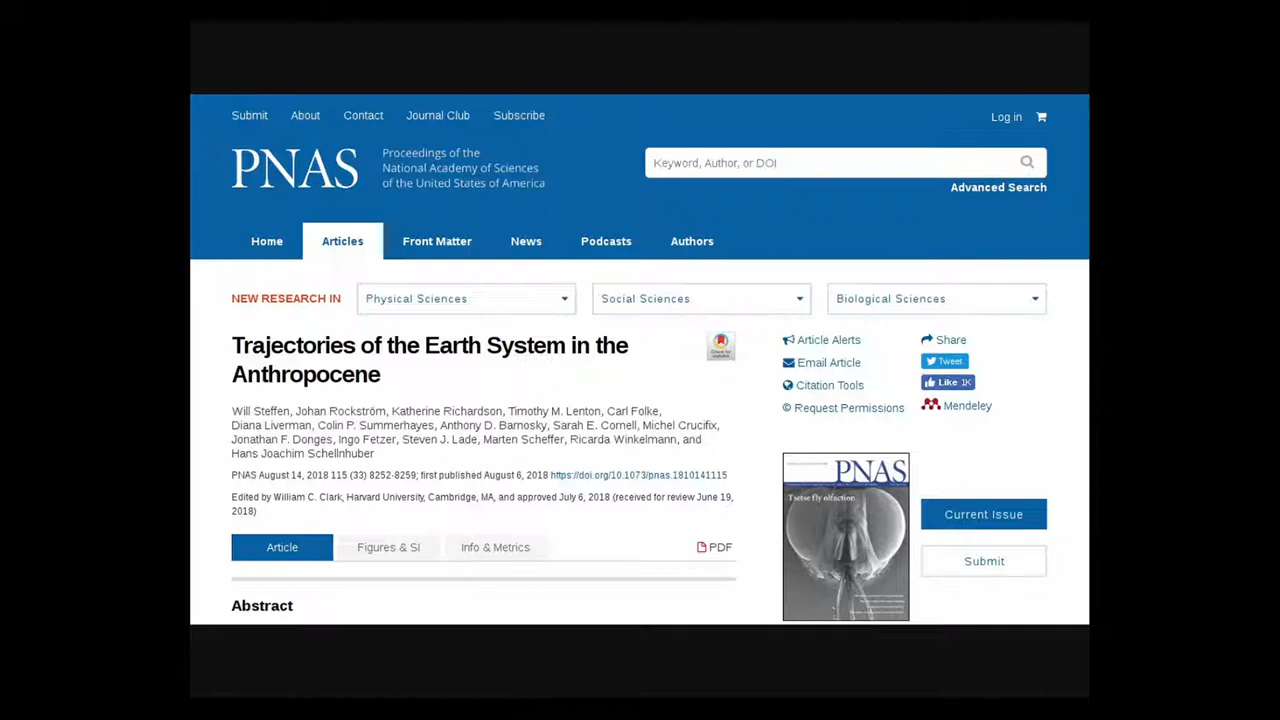 Submit About Contact Journal Club Subscribe
Log in
PNAS
Proceedings of the
National Academy of Sciences
of the United States of America
Keyword, Author, or DOI
Advanced Search
Home Articles Front Matter News Podcasts Authors
NEW RESEARCH IN Physical Sciences Social Sciences Biological Sciences
Trajectories of the Earth System in the
Anthropocene
Will Steffen, Johan Rockström, Katherine Richardson, Timothy M. Lenton, Carl Folke,
Diana Liverman, Colin P. Summerhayes, Anthony D. Barnosky, Sarah E. Cornell, Michel Crucifix,
Jonathan F. Donges, Ingo Fetzer, Steven J. Lade, Marten Scheffer, Ricarda Winkelmann, and
Hans Joachim Schellnhuber
PNAS August 14, 2018 115 (33) 8252-8259; first published August 6, 2018 https://doi.org/10.1073/pnas.1810141115
Edited by William C. Clark, Harvard University, Cambridge, MA, and approved July 6, 2018 (received for review June 19,
2018)
Article Figures & SI Info & Metrics PDF
Abstract
Article Alerts
Email Article
Citation Tools
© Request Permissions
Share
Tweet
Like 1K
Mendeley
PNAS
Tsetse fly olfaction
Current Issue
Submit